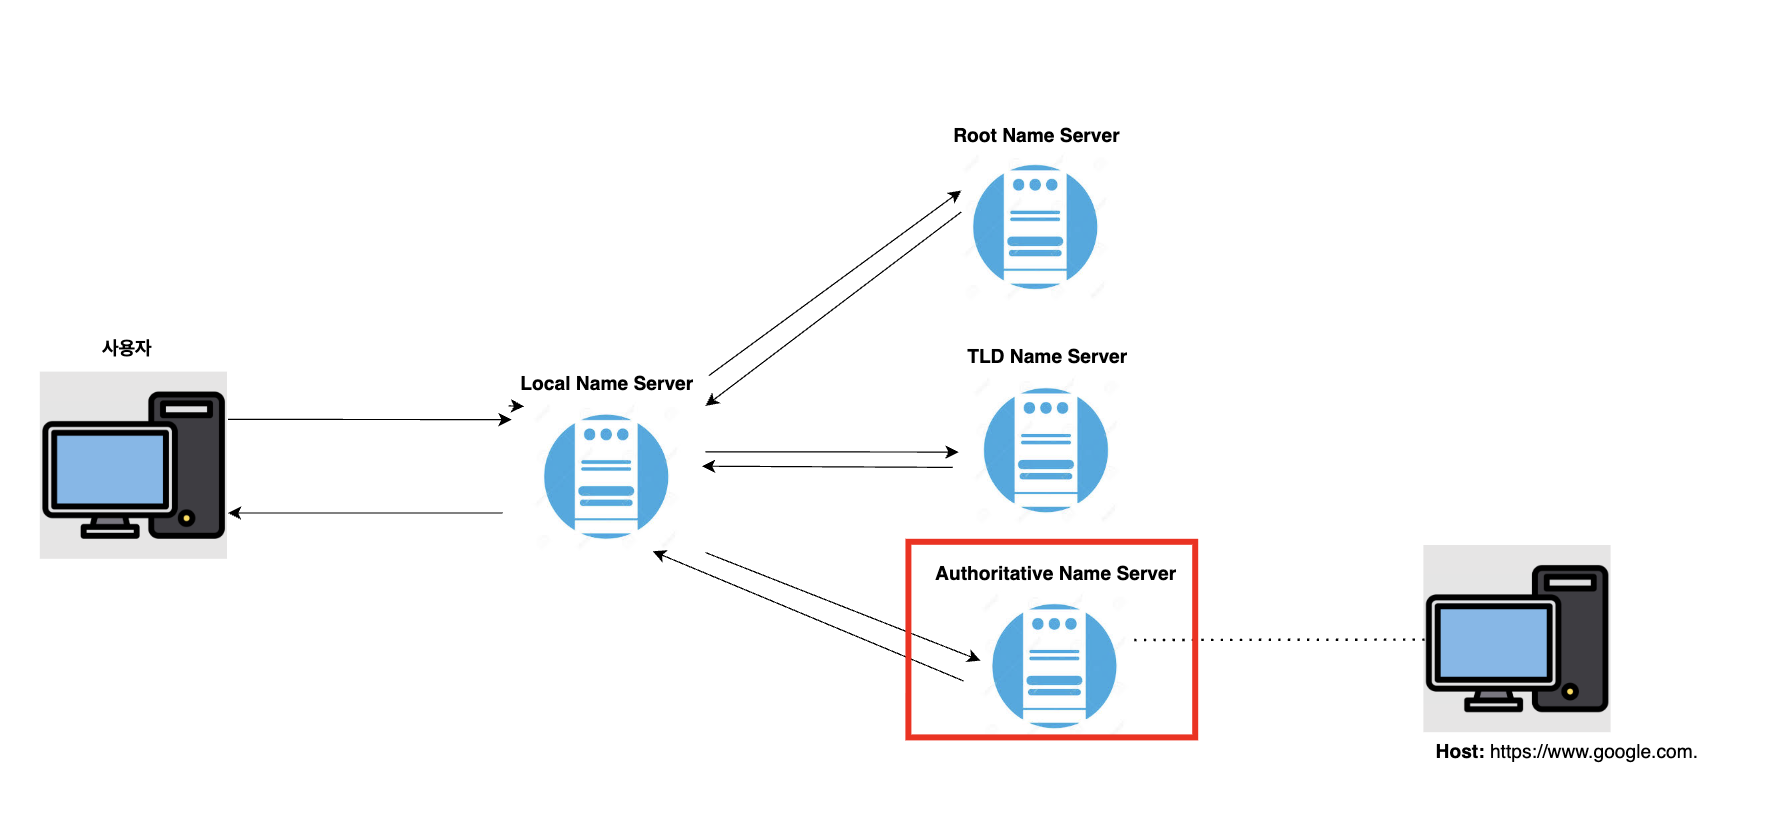 Root Name Server
사용자
TLD Name Server
Local Name Server
Authoritative Name Server
Host: https://www.google.com.